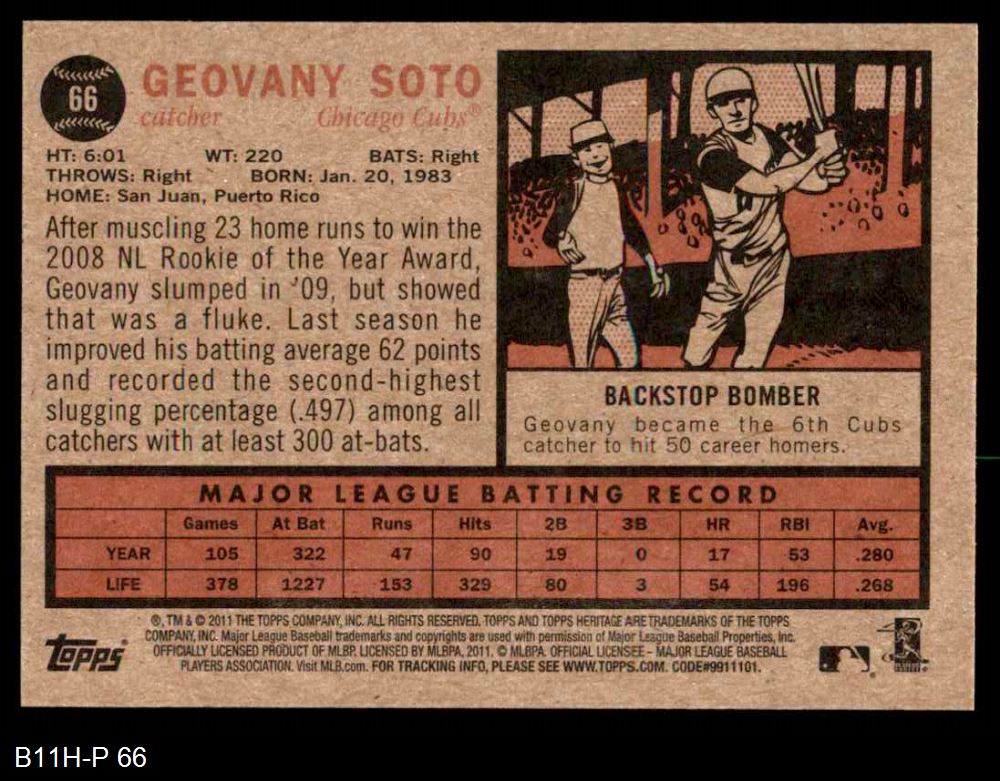 66
GEOVANY SOTO
catcher Chicago Cubs®
HT: 6:01 WT: 220 BATS: Right
THROWS: Right BORN: Jan. 20, 1983
HOME: San Juan, Puerto Rico
After muscling 23 home runs to win the
2008 NL Rookie of the Year Award,
Geovany slumped in '09, but showed
that was a fluke. Last season he
improved his batting average 62 points
and recorded the second-highest
slugging percentage (.497) among all
catchers with at least 300 at-bats.
BACKSTOP BOMBER
Geovany became the 6th Cubs
catcher to hit 50 career homers.
MAJOR LEAGUE BATTING RECORD
Games At Bat Runs Hits 2B 3B HR RBI Avg.
YEAR 105 322 47 90 19 0 17 53 .280
LIFE 378 1227 153 329 80 3 54 196 .268
®, TM & © 2011 THE TOPPS COMPANY, INC. ALL RIGHTS RESERVED. TOPPS AND TOPPS HERITAGE ARE TRADEMARKS OF THE TOPPS
COMPANY, INC. Major League Baseball trademarks and copyrights are used with permission of Major League Baseball Properties, Inc.
OFFICIALLY LICENSED PRODUCT OF MLBP. LICENSED BY MLBPA, 2011. © MLBPA. OFFICIAL LICENSEE - MAJOR LEAGUE BASEBALL
PLAYERS ASSOCIATION. Visit MLB.com. FOR TRACKING INFO, PLEASE SEE WWW.TOPPS.COM. CODE#9911101.
Topps
B11H-P 66